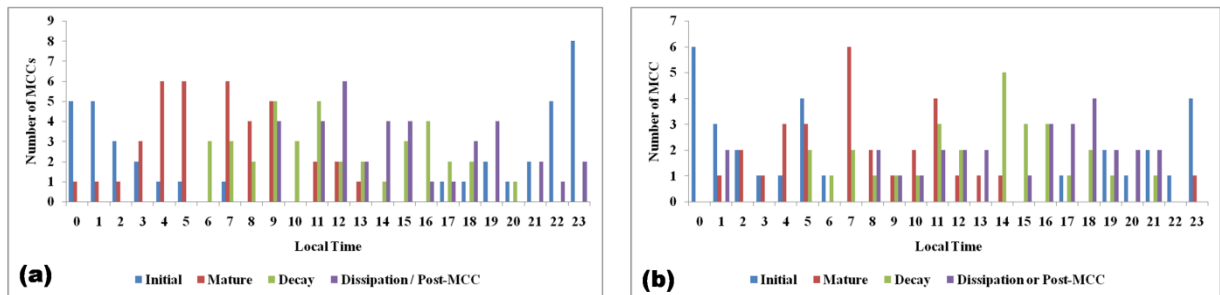 Number of MCCs
9
8
7
6
5
4
3
2
1
0
0 1 2 3 4 5 6 7 8 9 10 11 12 13 14 15 16 17 18 19 20 21 22 23
Local Time
Initial Mature Decay Dissipation / Post-MCC
(a)
Number of MCC
7
6
5
4
3
2
1
0
0 1 2 3 4 5 6 7 8 9 10 11 12 13 14 15 16 17 18 19 20 21 22 23
Local Time
Initial Mature Decay Dissipation or Post-MCC
(b)